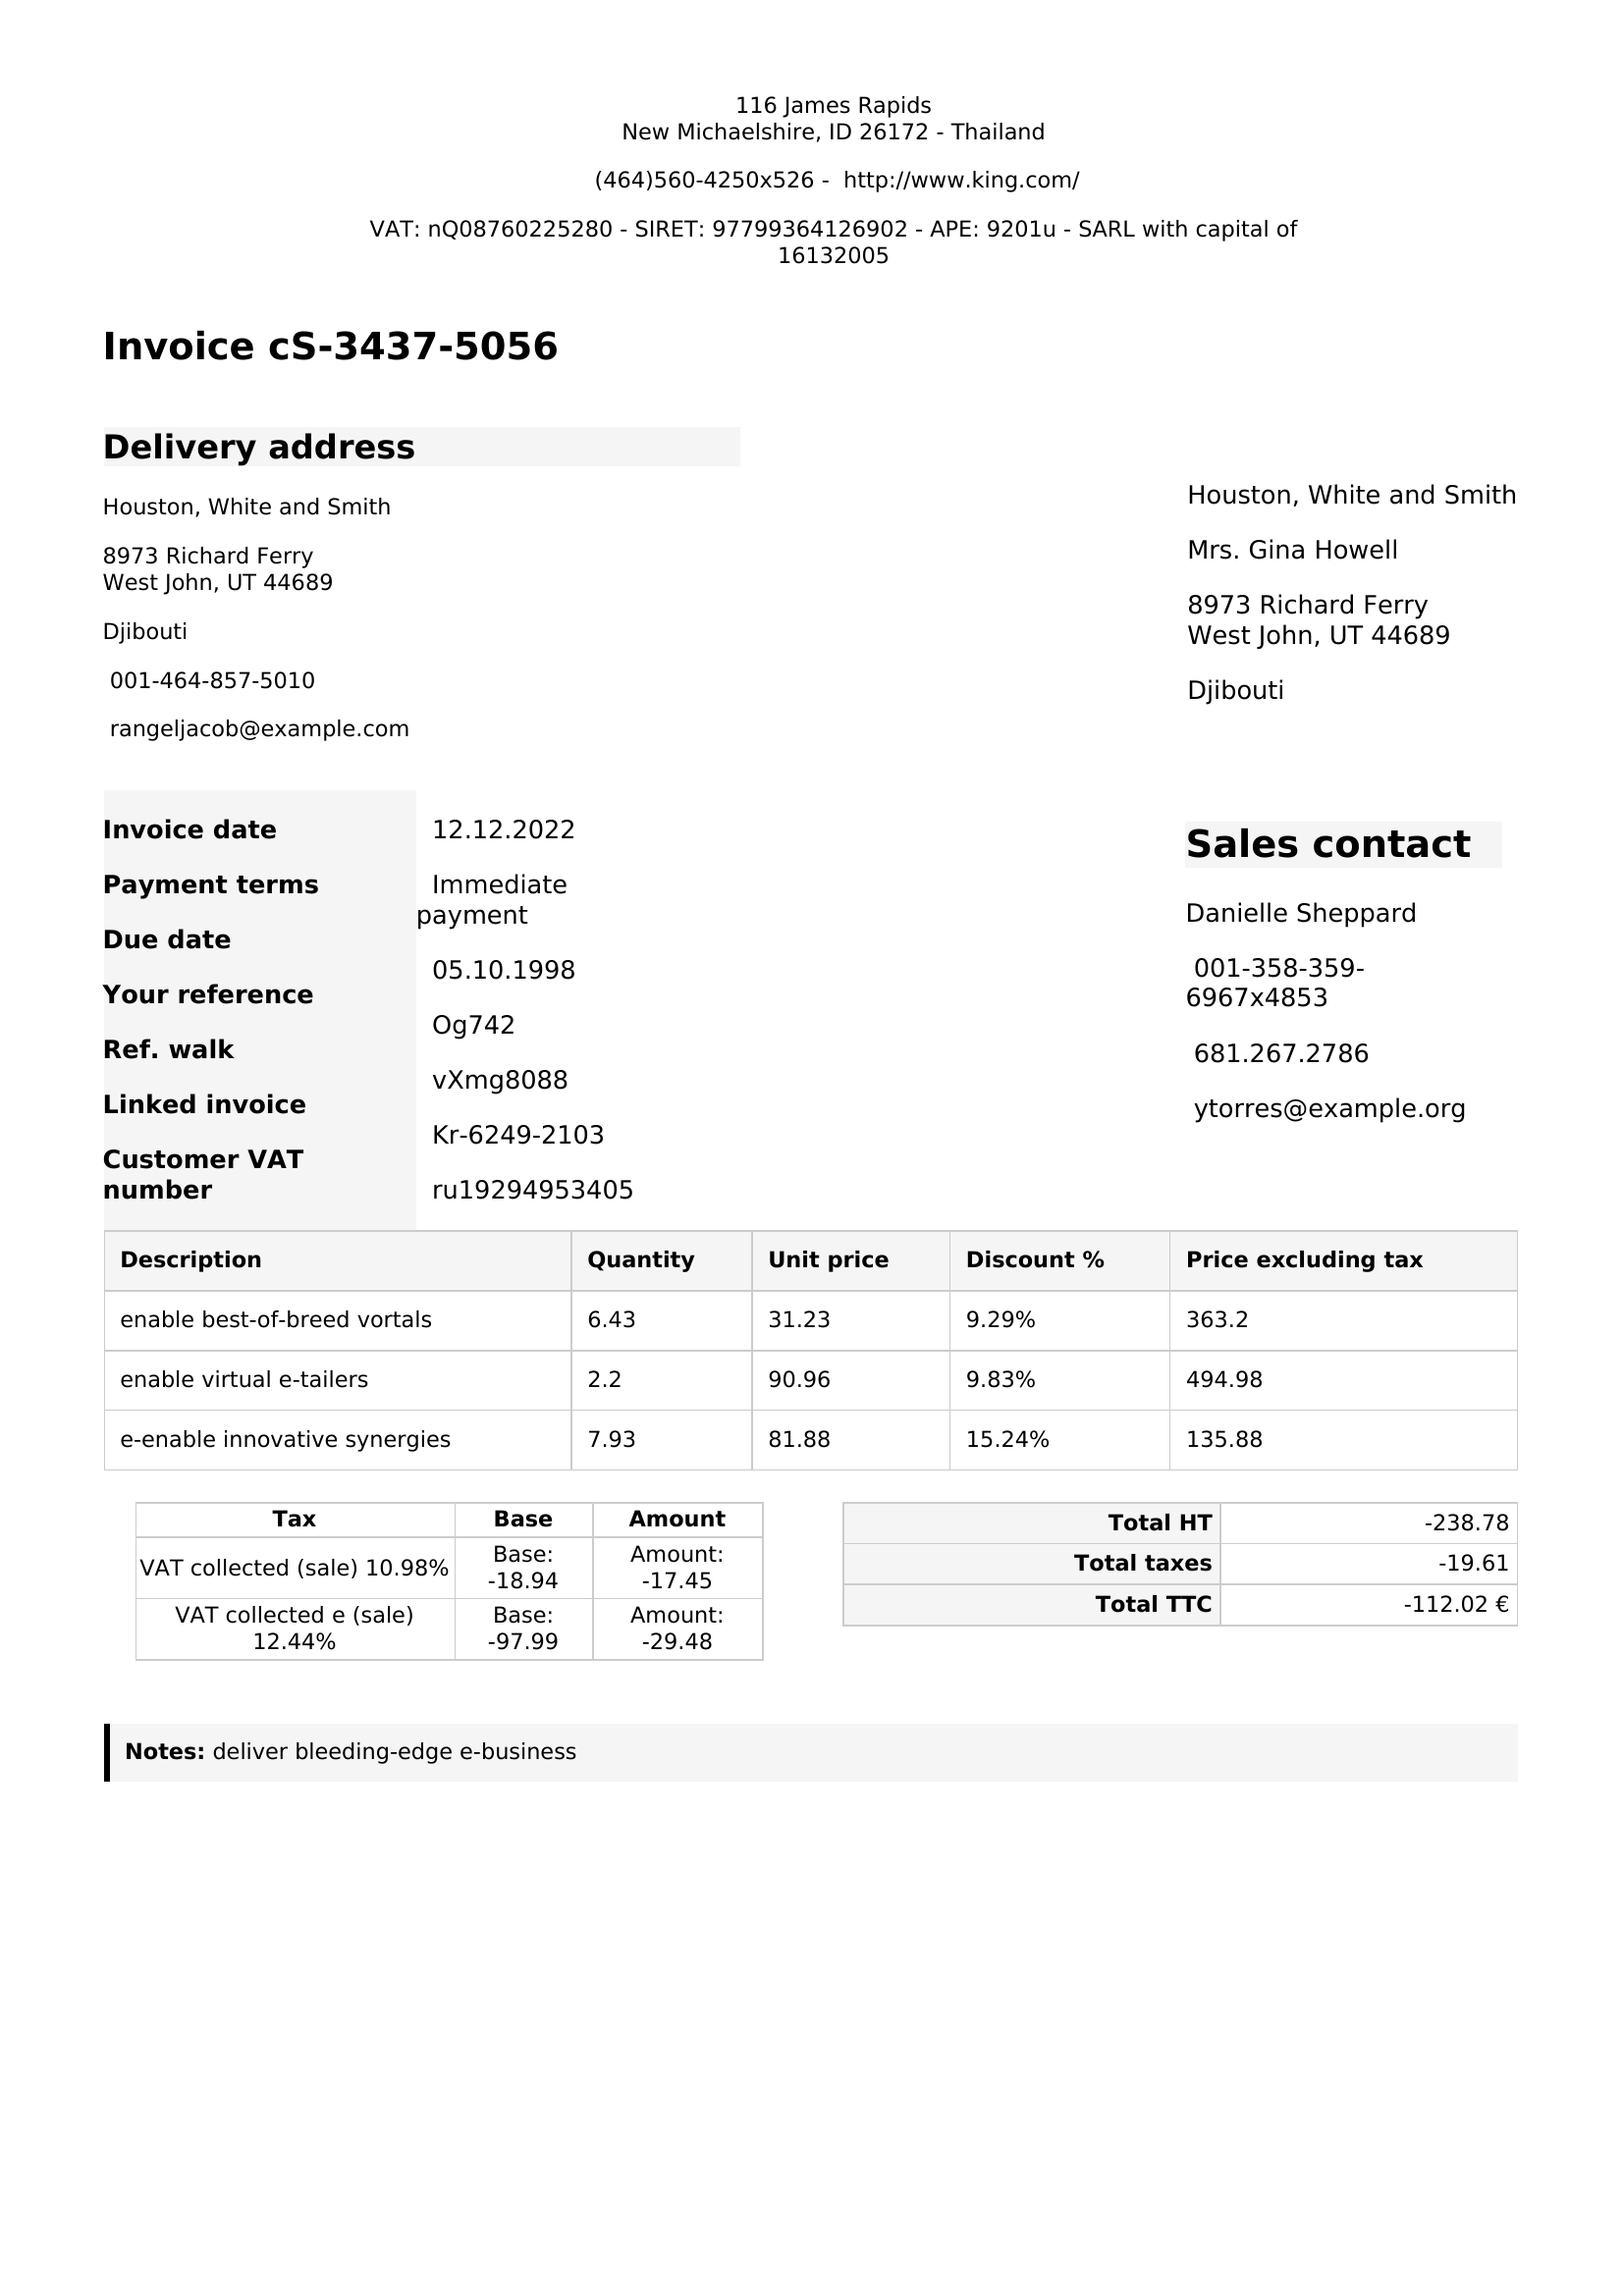 116 James Rapids
New Michaelshire, ID 26172 - Thailand
(464)560-4250x526 - http://www.king.com/
VAT: nQ08760225280 - SIRET: 97799364126902 - APE: 9201u - SARL with capital of
16132005
Invoice cS-3437-5056
Delivery address
Houston, White and Smith
8973 Richard Ferry
West John, UT 44689
Djibouti
001-464-857-5010
rangeljacob@example.com
Houston, White and Smith
Mrs. Gina Howell
8973 Richard Ferry
West John, UT 44689
Djibouti
Invoice date 12.12.2022
Payment terms Immediate
payment
Due date 05.10.1998
Your reference Og742
Ref. walk vXmg8088
Linked invoice Kr-6249-2103
Customer VAT
number ru19294953405
Sales contact
Danielle Sheppard
001-358-359-
6967x4853
681.267.2786
ytorres@example.org
Description Quantity Unit price Discount % Price excluding tax
enable best-of-breed vortals 6.43 31.23 9.29% 363.2
enable virtual e-tailers 2.2 90.96 9.83% 494.98
e-enable innovative synergies 7.93 81.88 15.24% 135.88
Tax Base Amount
VAT collected (sale) 10.98% Base: -18.94 Amount: -17.45
VAT collected e (sale) 12.44% Base: -97.99 Amount: -29.48
Total HT -238.78
Total taxes -19.61
Total TTC -112.02 €
Notes: deliver bleeding-edge e-business